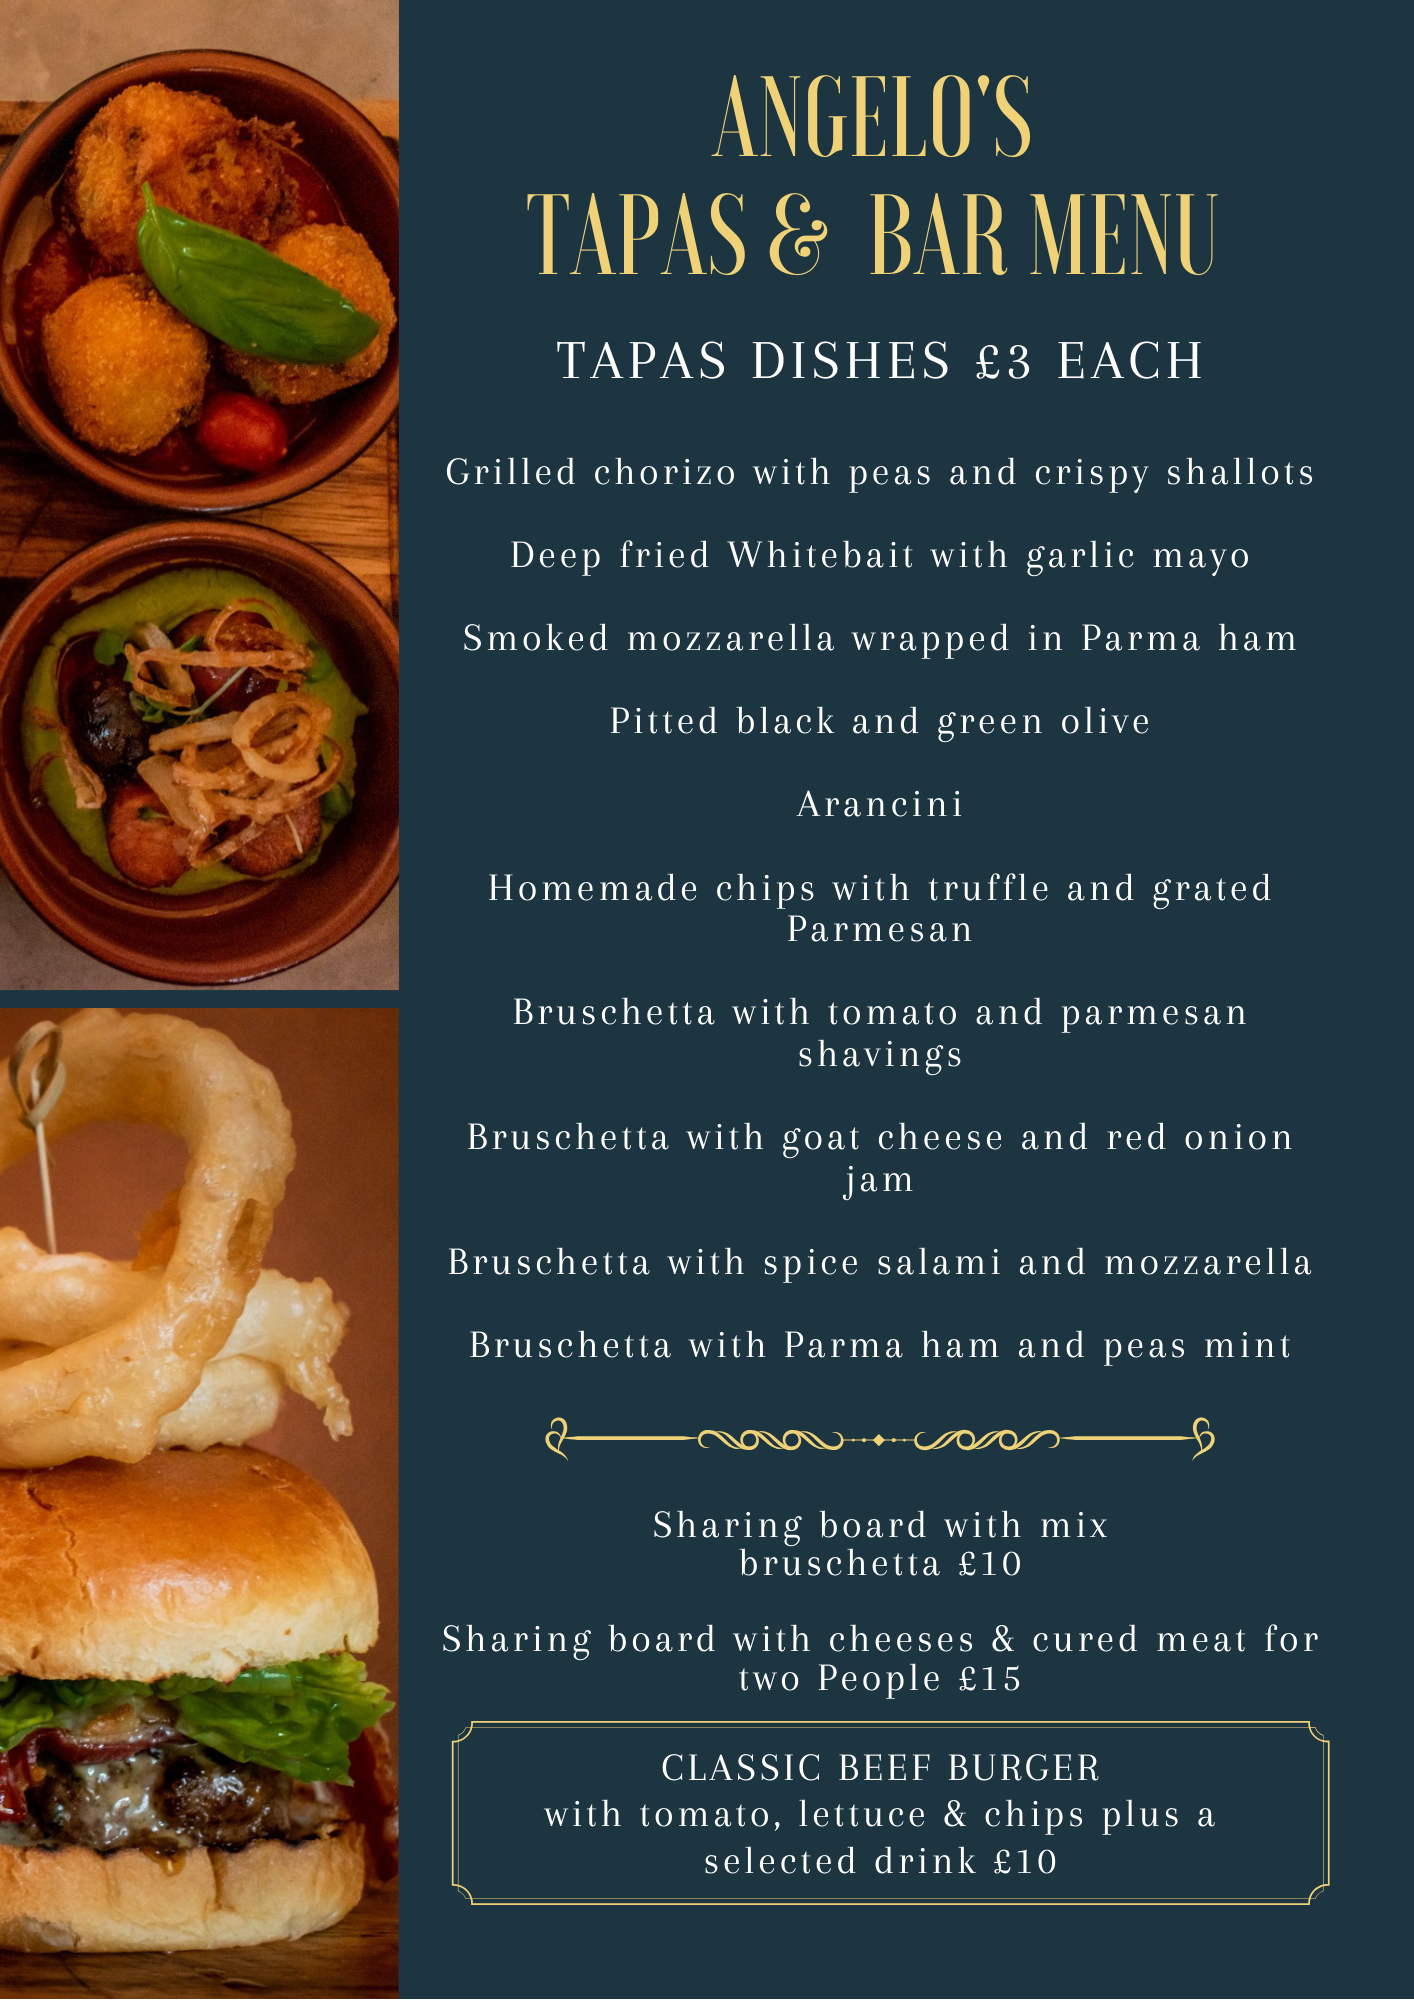 ANGELO'S
TAPAS & BAR MENU
TAPAS DISHES £3 EACH
Grilled chorizo with peas and crispy shallots
Deep fried Whitebait with garlic mayo
Smoked mozzarella wrapped in Parma ham
Pitted black and green olive
Arancini
Homemade chips with truffle and grated
Parmesan
Bruschetta with tomato and parmesan
shavings
Bruschetta with goat cheese and red onion
jam
Bruschetta with spice salami and mozzarella
Bruschetta with Parma ham and peas mint
Sharing board with mix
bruschetta £10
Sharing board with cheeses & cured meat for
two People £15
CLASSIC BEEF BURGER
with tomato, lettuce & chips plus a
selected drink £10